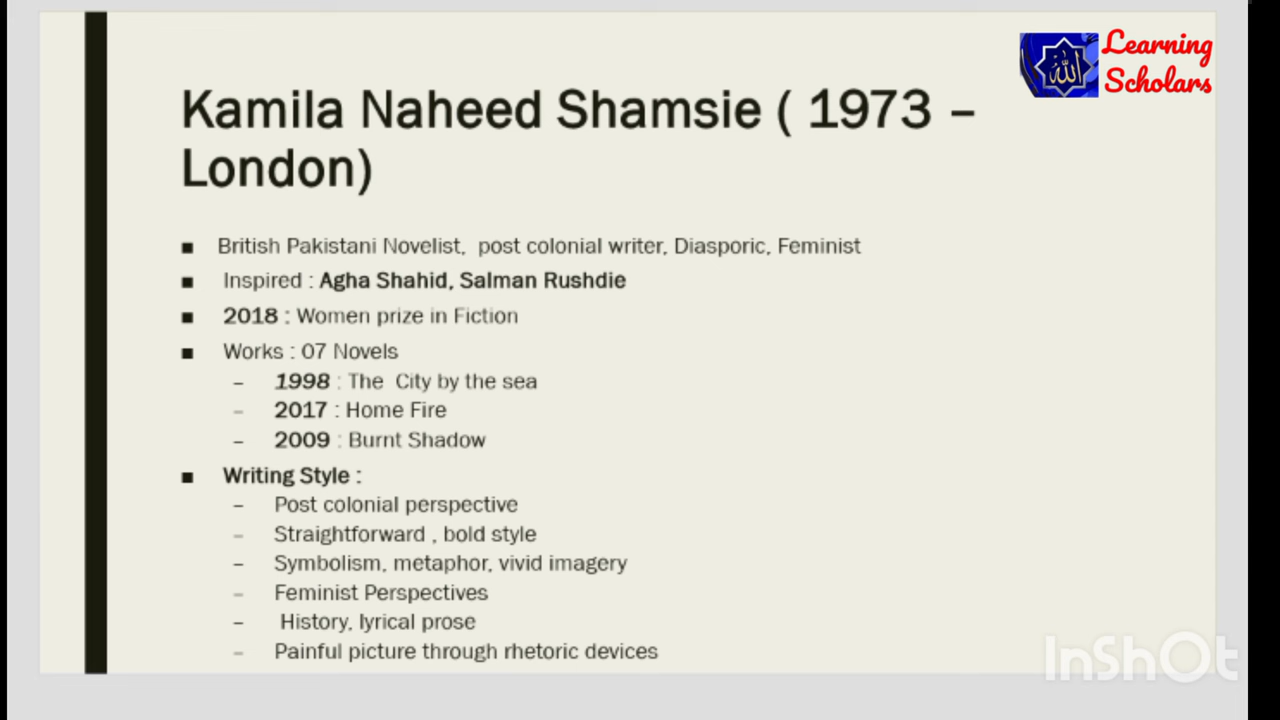 Learning
Scholars
Kamila Naheed Shamsie ( 1973 –
London)
■ British Pakistani Novelist, post colonial writer, Diasporic, Feminist
■ Inspired : Agha Shahid, Salman Rushdie
■ 2018 : Women prize in Fiction
■ Works : 07 Novels
– 1998 : The City by the sea
– 2017 : Home Fire
– 2009 : Burnt Shadow
■ Writing Style :
– Post colonial perspective
– Straightforward , bold style
– Symbolism, metaphor, vivid imagery
– Feminist Perspectives
– History, lyrical prose
– Painful picture through rhetoric devices
الله
InShOt